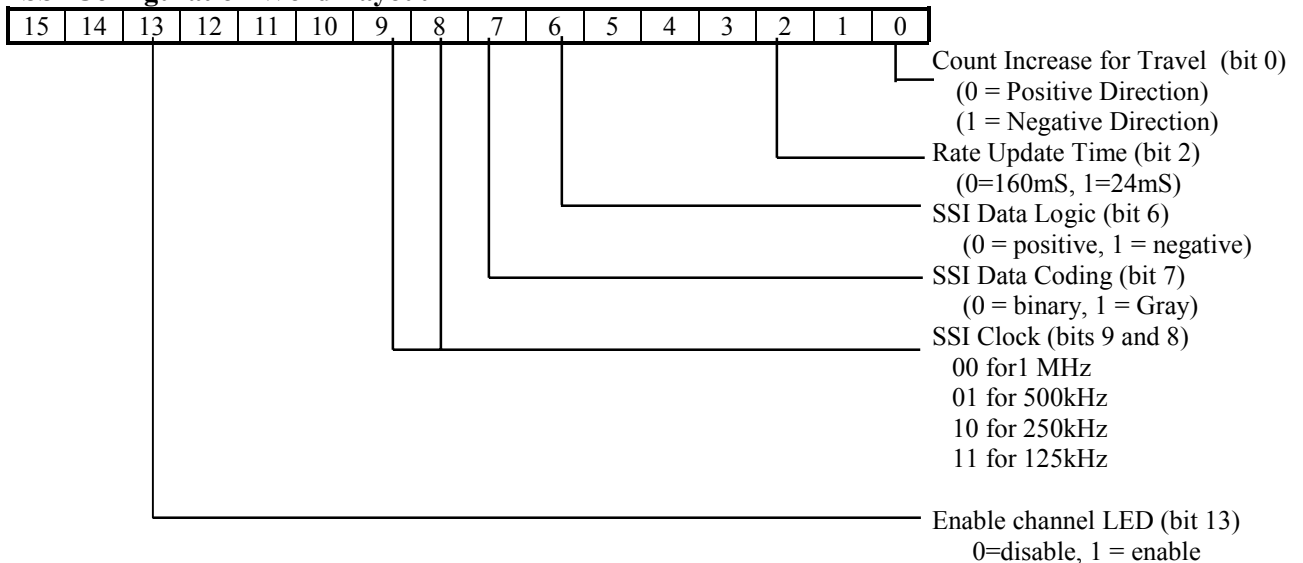 15 14 13 12 11 10 9 8 7 6 5 4 3 2 1 0
Count Increase for Travel (bit 0)
(0 = Positive Direction)
(1 = Negative Direction)
Rate Update Time (bit 2)
(0=160mS, 1=24mS)
SSI Data Logic (bit 6)
(0 = positive, 1 = negative)
SSI Data Coding (bit 7)
(0 = binary, 1 = Gray)
SSI Clock (bits 9 and 8)
00 for1 MHz
01 for 500kHz
10 for 250kHz
11 for 125kHz
Enable channel LED (bit 13)
0=disable, 1 = enable